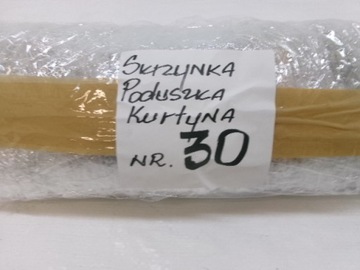 Skrzynka
Poduszka
Kurtyna
NR. 30